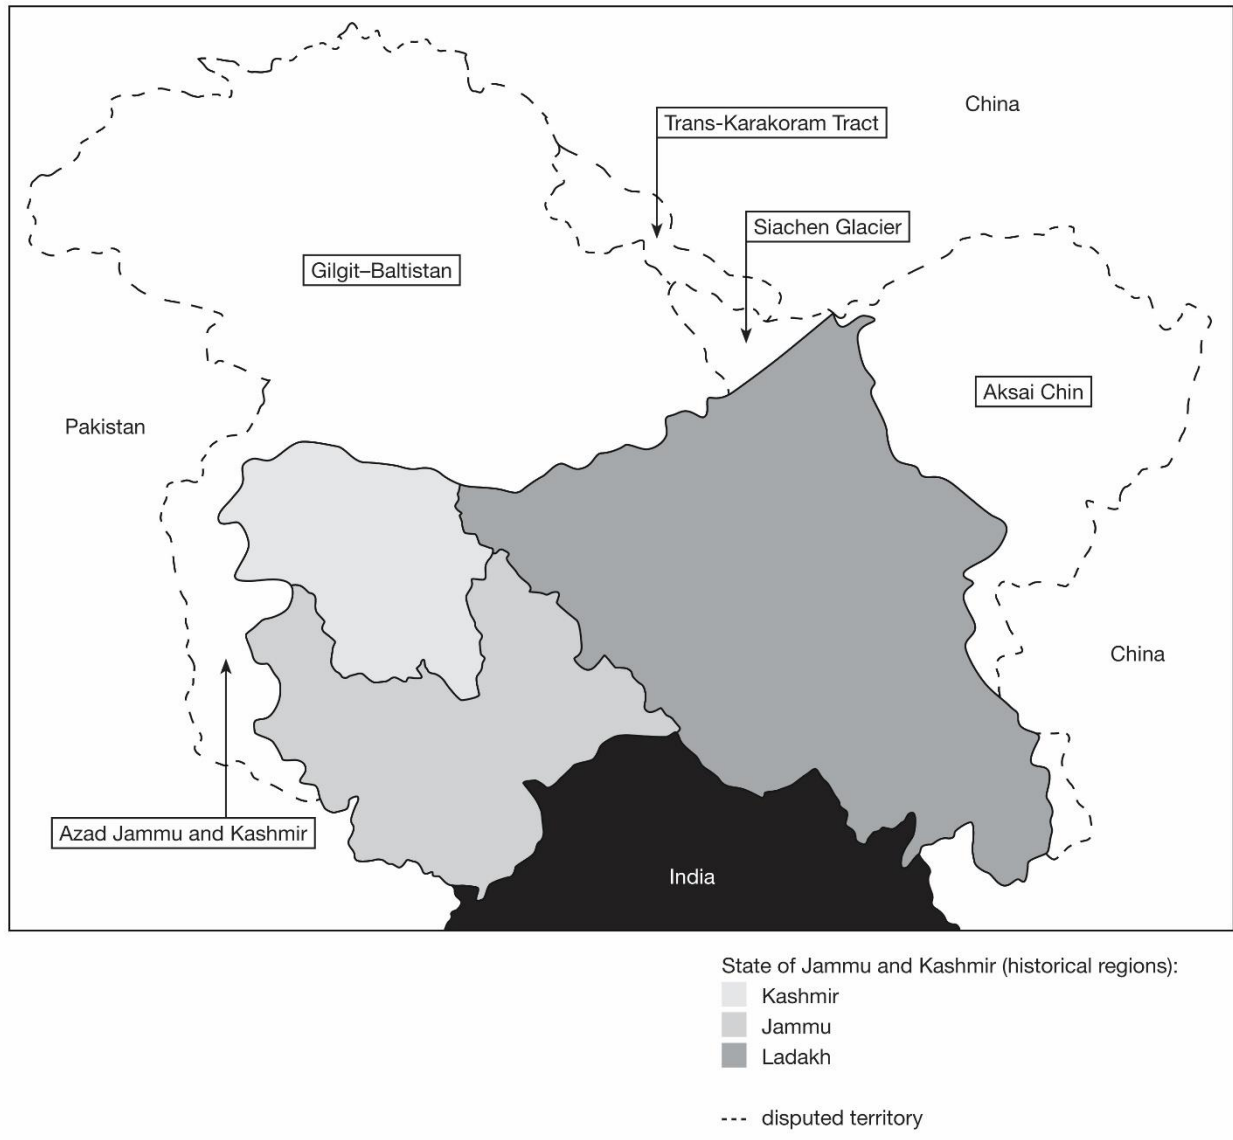 China
Trans-Karakoram Tract
Siachen Glacier
Gilgit–Baltistan
Aksai Chin
Pakistan
China
Azad Jammu and Kashmir
India
State of Jammu and Kashmir (historical regions):
Kashmir
Jammu
Ladakh
disputed territory